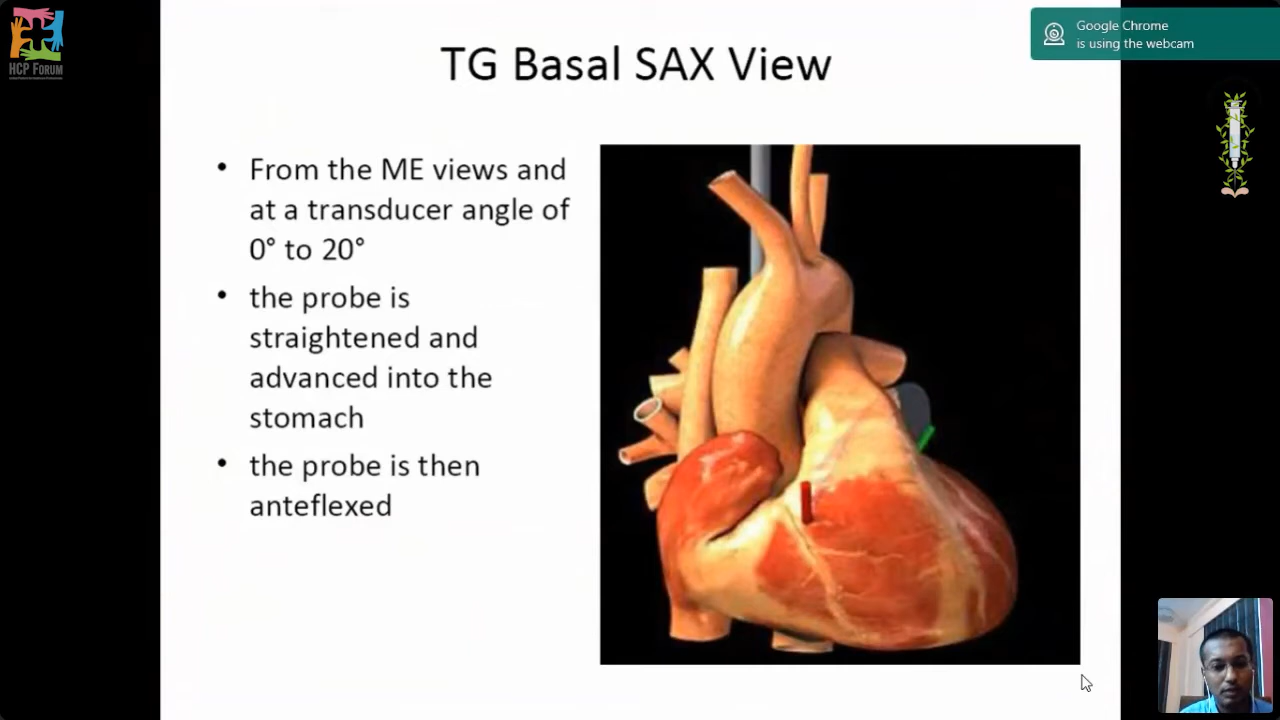 HCP FORUM
Google Chrome
is using the webcam
TG Basal SAX View
• From the ME views and
at a transducer angle of
0° to 20°
• the probe is
straightened and
advanced into the
stomach
• the probe is then
anteflexed